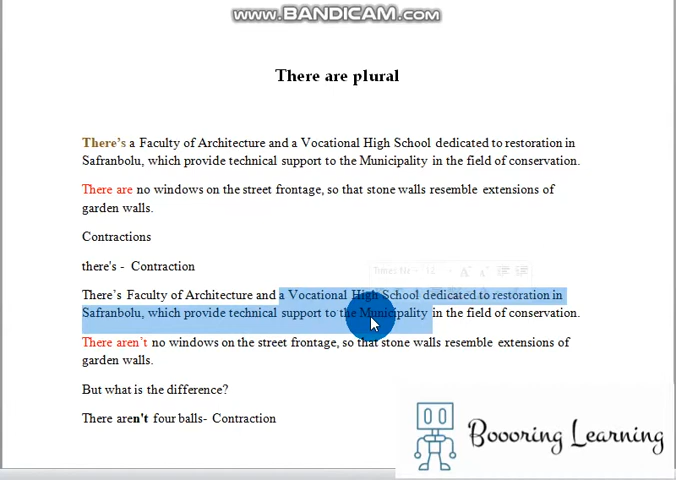 www.BANDICAM.com
There are plural
There's a Faculty of Architecture and a Vocational High School dedicated to restoration in
Safranbolu, which provide technical support to the Municipality in the field of conservation.
There are no windows on the street frontage, so that stone walls resemble extensions of
garden walls.
Contractions
there's - Contraction
There's Faculty of Architecture and a Vocational High School dedicated to restoration in
Safranbolu, which provide technical support to the Municipality in the field of conservation.
There aren't no windows on the street frontage, so that stone walls resemble extensions of
garden walls.
But what is the difference?
There aren't four balls- Contraction
Boooring Learning